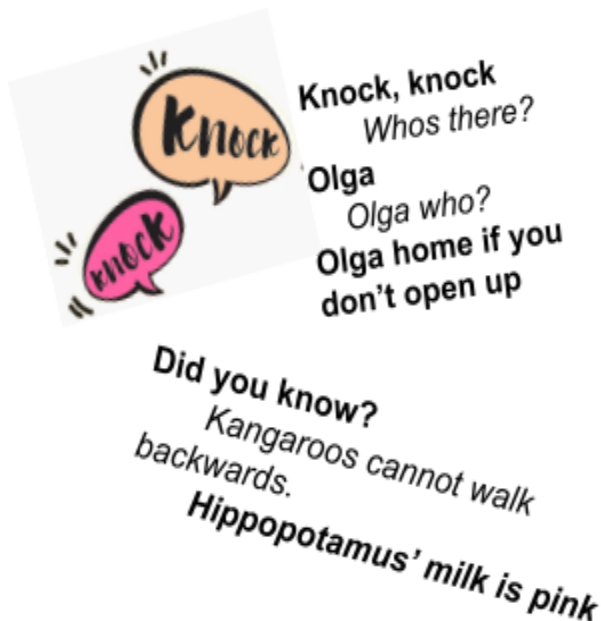 Knock
knock
Knock, knock
Whos there?
Olga
Olga who?
Olga home if you
don't open up
Did you know?
Kangaroos cannot walk
backwards.
Hippopotamus' milk is pink